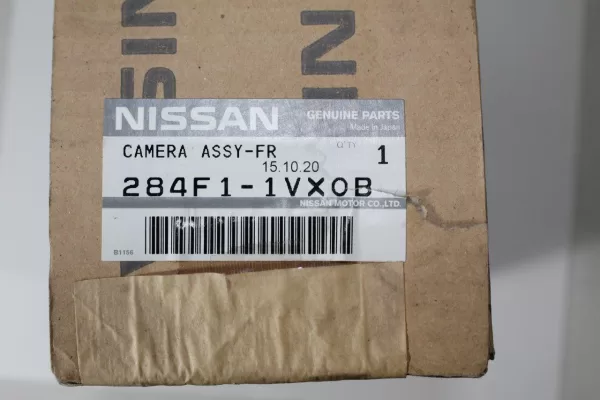 NISSAN
GENUINE PARTS
Made in Japan
CAMERA ASSY-FR
Q'TY 1
15.10.20
284F1-1VX0B
NISSAN MOTOR CO.,LTD.
B1156